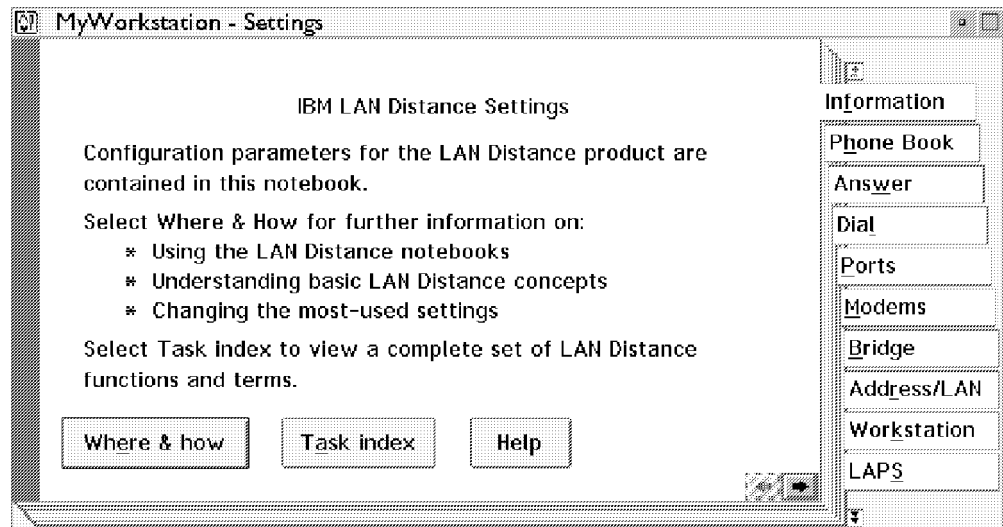 MyWorkstation - Settings
IBM LAN Distance Settings
Configuration parameters for the LAN Distance product are
contained in this notebook.
Select Where & How for further information on:
* Using the LAN Distance notebooks
* Understanding basic LAN Distance concepts
* Changing the most-used settings
Select Task index to view a complete set of LAN Distance
functions and terms.
Where & how
Task index
Help
Information
Phone Book
Answer
Dial
Ports
Modems
Bridge
Address/LAN
Workstation
LAPS